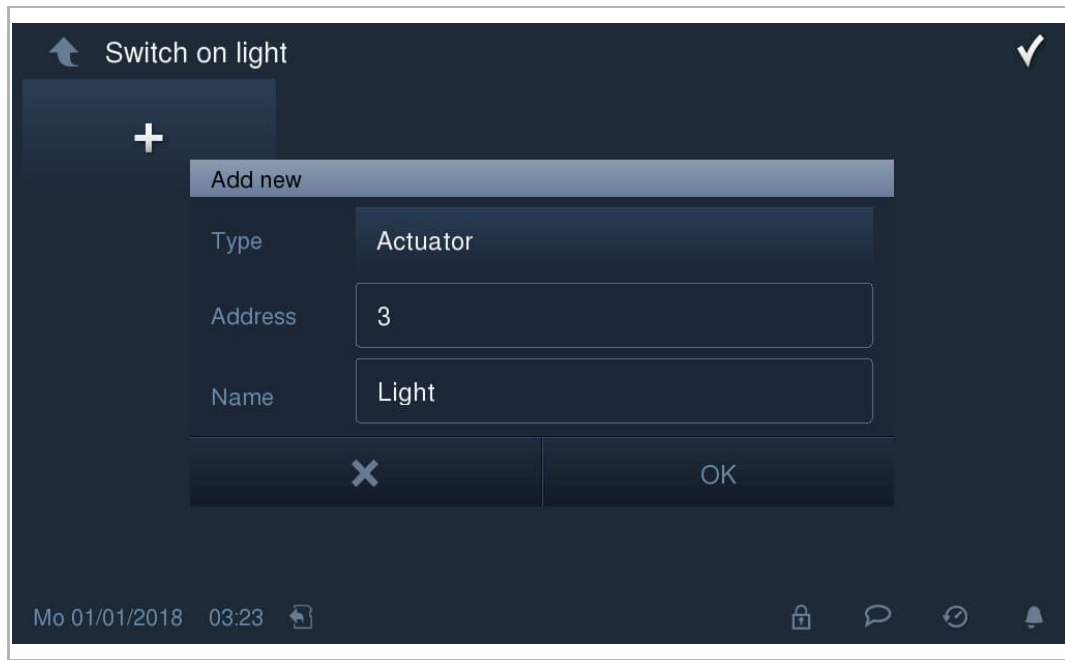 Switch on light
+
Add new
Type Actuator
Address 3
Name Light
OK
Mo 01/01/2018 03:23